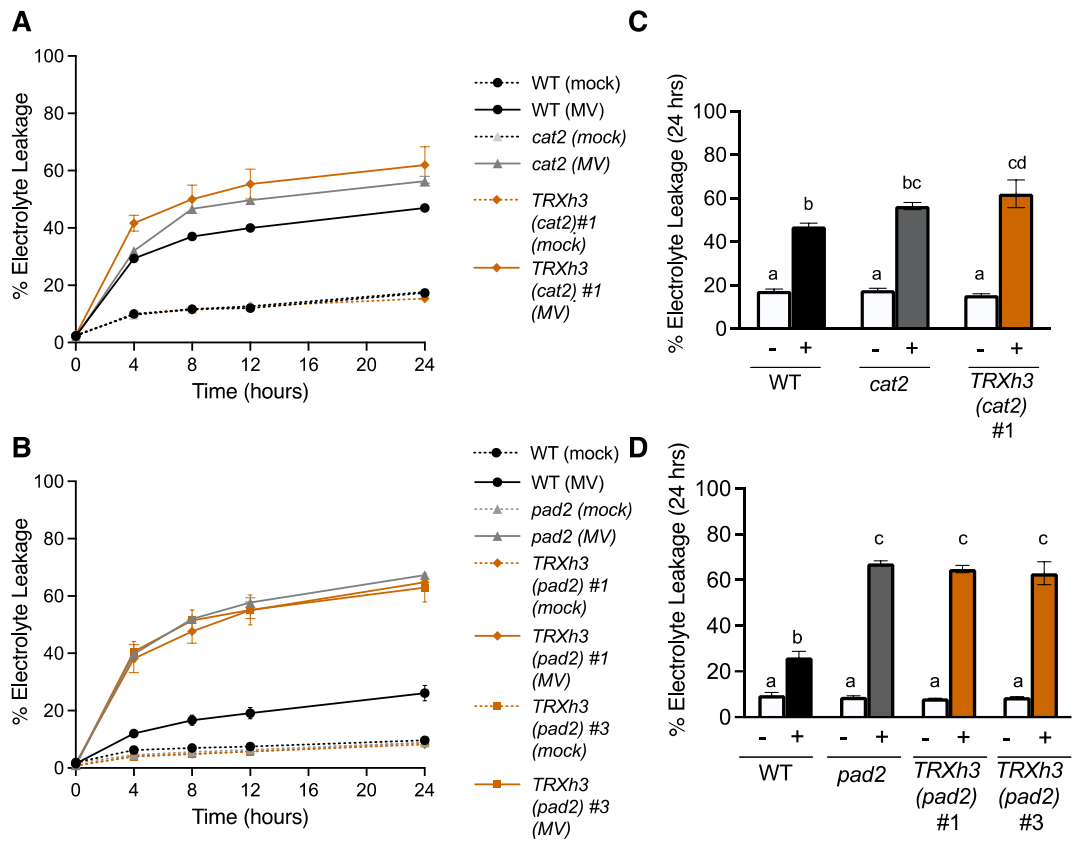 A
% Electrolyte Leakage
100
80
60
40
20
0
0 4 8 12 16 20 24
Time (hours)
WT (mock)
WT (MV)
cat2 (mock)
cat2 (MV)
TRXh3
(cat2)#1
(mock)
TRXh3
(cat2) #1
(MV)
C
% Electrolyte Leakage (24 hrs)
100
80
60
40
20
0
a b a bc a cd
- + - + - +
WT cat2 TRXh3
(cat2)
#1
B
% Electrolyte Leakage
100
80
60
40
20
0
0 4 8 12 16 20 24
Time (hours)
WT (mock)
WT (MV)
pad2 (mock)
pad2 (MV)
TRXh3
(pad2) #1
(mock)
TRXh3
(pad2) #1
(MV)
TRXh3
(pad2) #3
(mock)
TRXh3
(pad2) #3
(MV)
D
% Electrolyte Leakage (24 hrs)
100
80
60
40
20
0
a b a c a c a c
- + - + - + - +
WT pad2 TRXh3 TRXh3
(pad2) (pad2)
#1 #3